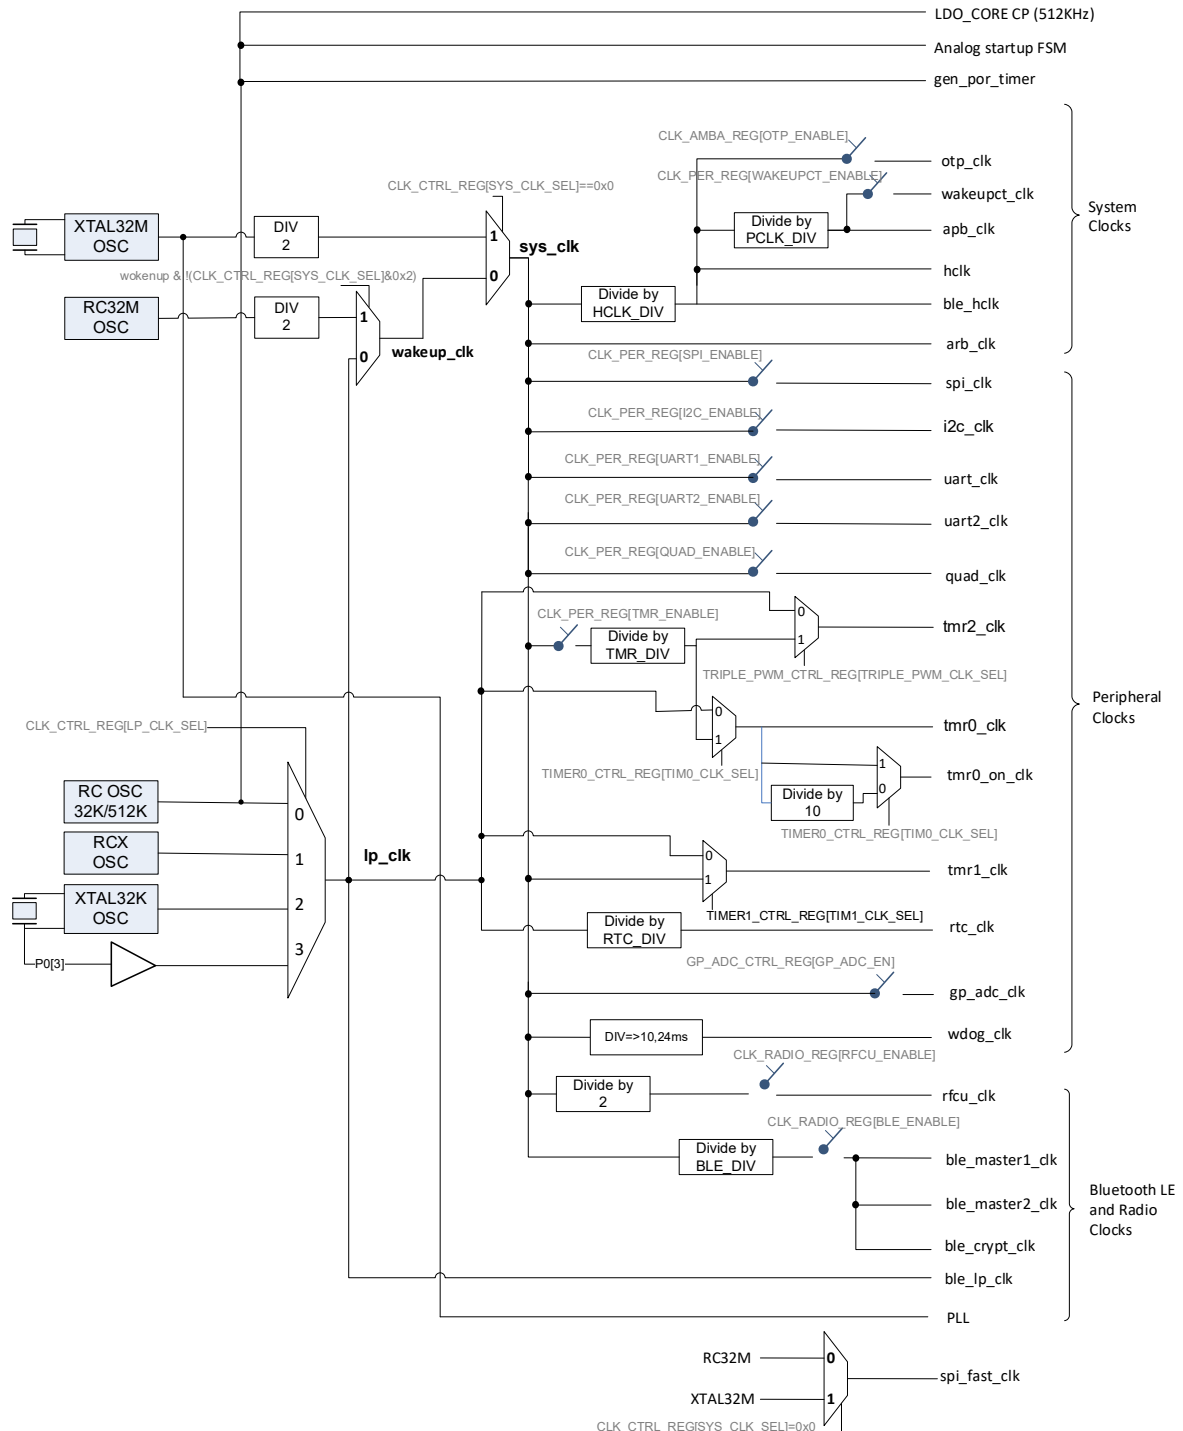 LDO_CORE CP (512KHz)
Analog startup FSM
gen_por_timer
CLK_AMBA_REG[OTP_ENABLE]
otp_clk
CLK_PER_REG[WAKEUPCT_ENABLE]
wakeupct_clk
CLK_CTRL_REG[SYS_CLK_SEL]==0x0
System
Clocks
XTAL32M
OSC
DIV
2
1
sys_clk
Divide by
PCLK_DIV
apb_clk
0
hclk
wokenup & !(CLK_CTRL_REG[SYS_CLK_SEL]&0x2)
RC32M
OSC
DIV
2
1
Divide by
HCLK_DIV
ble_hclk
0
wakeup_clk
arb_clk
CLK_PER_REG[SPI_ENABLE]
spi_clk
CLK_PER_REG[I2C_ENABLE]
i2c_clk
CLK_PER_REG[UART1_ENABLE]
uart_clk
CLK_PER_REG[UART2_ENABLE]
uart2_clk
CLK_PER_REG[QUAD_ENABLE]
quad_clk
CLK_PER_REG[TMR_ENABLE]
0
tmr2_clk
Divide by
TMR_DIV
1
TRIPLE_PWM_CTRL_REG[TRIPLE_PWM_CLK_SEL]
Peripheral
Clocks
CLK_CTRL_REG[LP_CLK_SEL]
0
tmr0_clk
1
TIMER0_CTRL_REG[TIM0_CLK_SEL]
1
tmr0_on_clk
0
Divide by
10
TIMER0_CTRL_REG[TIM0_CLK_SEL]
RC OSC
32K/512K
0
RCX
OSC
1
lp_clk
0
tmr1_clk
1
XTAL32K
OSC
2
TIMER1_CTRL_REG[TIM1_CLK_SEL]
Divide by
RTC_DIV
rtc_clk
3
P0[3]
GP_ADC_CTRL_REG[GP_ADC_EN]
gp_adc_clk
DIV=>10,24ms
wdog_clk
CLK_RADIO_REG[RFCU_ENABLE]
Divide by
2
rfcu_clk
CLK_RADIO_REG[BLE_ENABLE]
Divide by
BLE_DIV
ble_master1_clk
ble_master2_clk
Bluetooth LE
and Radio
Clocks
ble_crypt_clk
ble_lp_clk
PLL
RC32M
0
spi_fast_clk
XTAL32M
1
CLK_CTRL_REG[SYS_CLK_SEL]=0x0